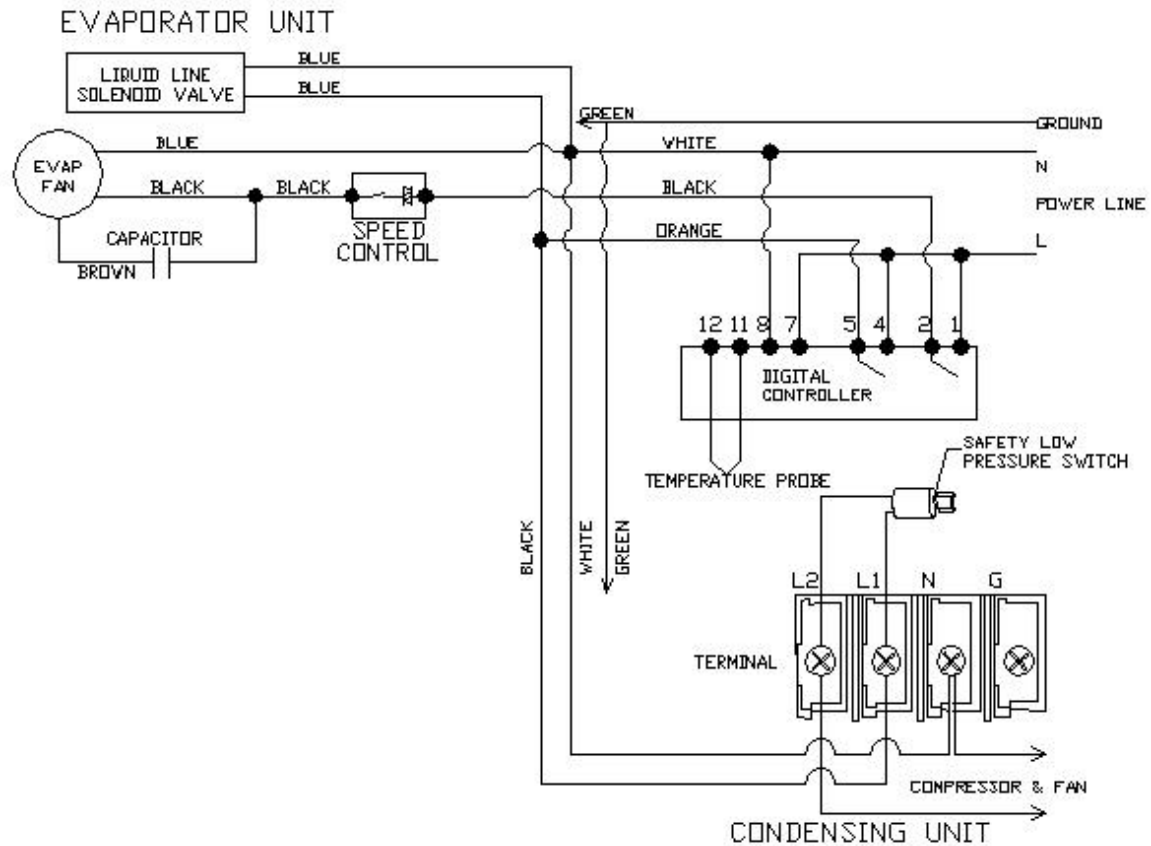 EVAPORATOR UNIT
LIQUID LINE
SOLENOID VALVE
BLUE
BLUE
GREEN
GROUND
EVAP
FAN
BLUE
WHITE
N
BLACK
BLACK
BLACK
POWER LINE
CAPACITOR
SPEED
CONTROL
ORANGE
L
BROWN
12 11 8 7 5 4 2 1
DIGITAL
CONTROLLER
SAFETY LOW
PRESSURE SWITCH
TEMPERATURE PROBE
BLACK
WHITE
GREEN
L2 L1 N G
TERMINAL
COMPRESSOR & FAN
CONDENSING UNIT